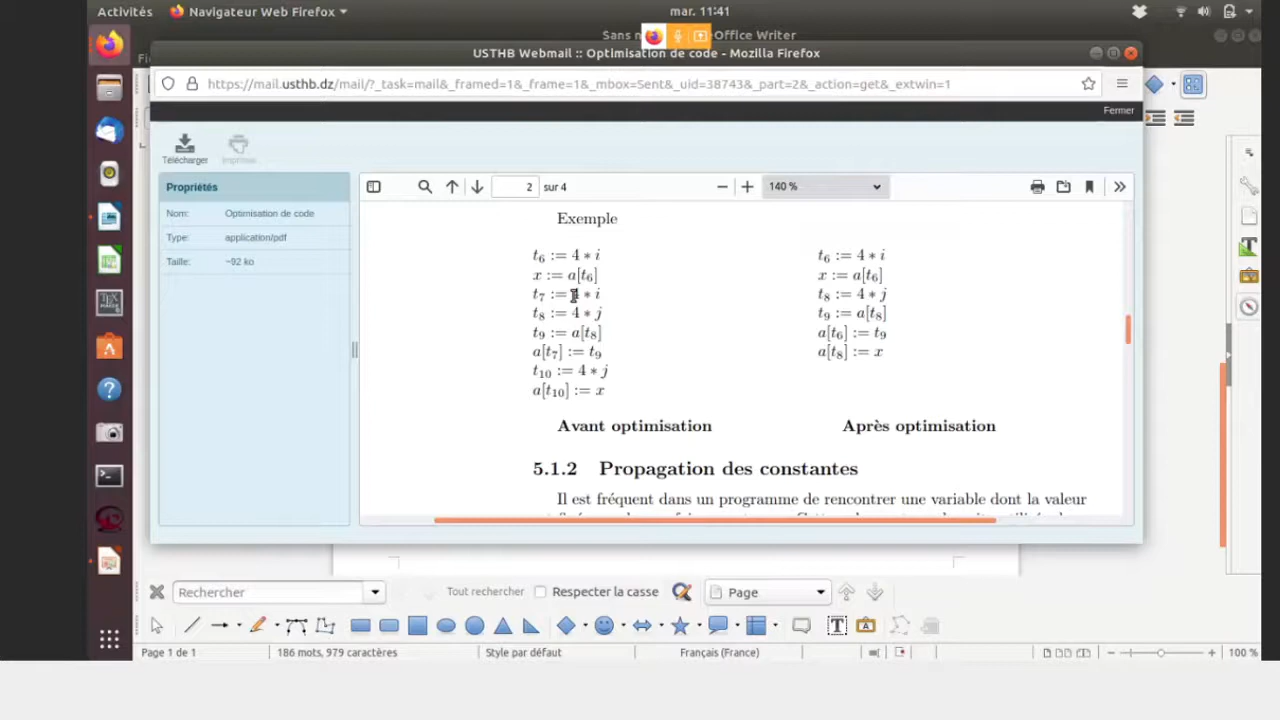 Activités Navigateur Web Firefox mar. 11:41
Sans Office Writer
USTHB Webmail :: Optimisation de code - Mozilla Firefox
https://mail.usthb.dz/mail/?_task=mail&_framed=1&_frame=1&_mbox=Sent&_uid=38743&_part=2&_action=get&_extwin=1
Fermer
Télécharger Imprimer
Propriétés
Nom: Optimisation de code
Type: application/pdf
Taille: ~92 ko
2 sur 4 140 %
Exemple
t6 := 4 * i t6 := 4 * i
x := a[t6] x := a[t6]
t7 := 4 * i t8 := 4 * j
t8 := 4 * j t9 := a[t8]
t9 := a[t8] a[t6] := t9
a[t7] := t9 a[t8] := x
t10 := 4 * j
a[t10] := x
Avant optimisation Après optimisation
5.1.2 Propagation des constantes
Il est fréquent dans un programme de rencontrer une variable dont la valeur
Rechercher Tout rechercher Respecter la casse Page
Page 1 de 1 186 mots, 979 caractères Style par défaut Français (France) 100 %